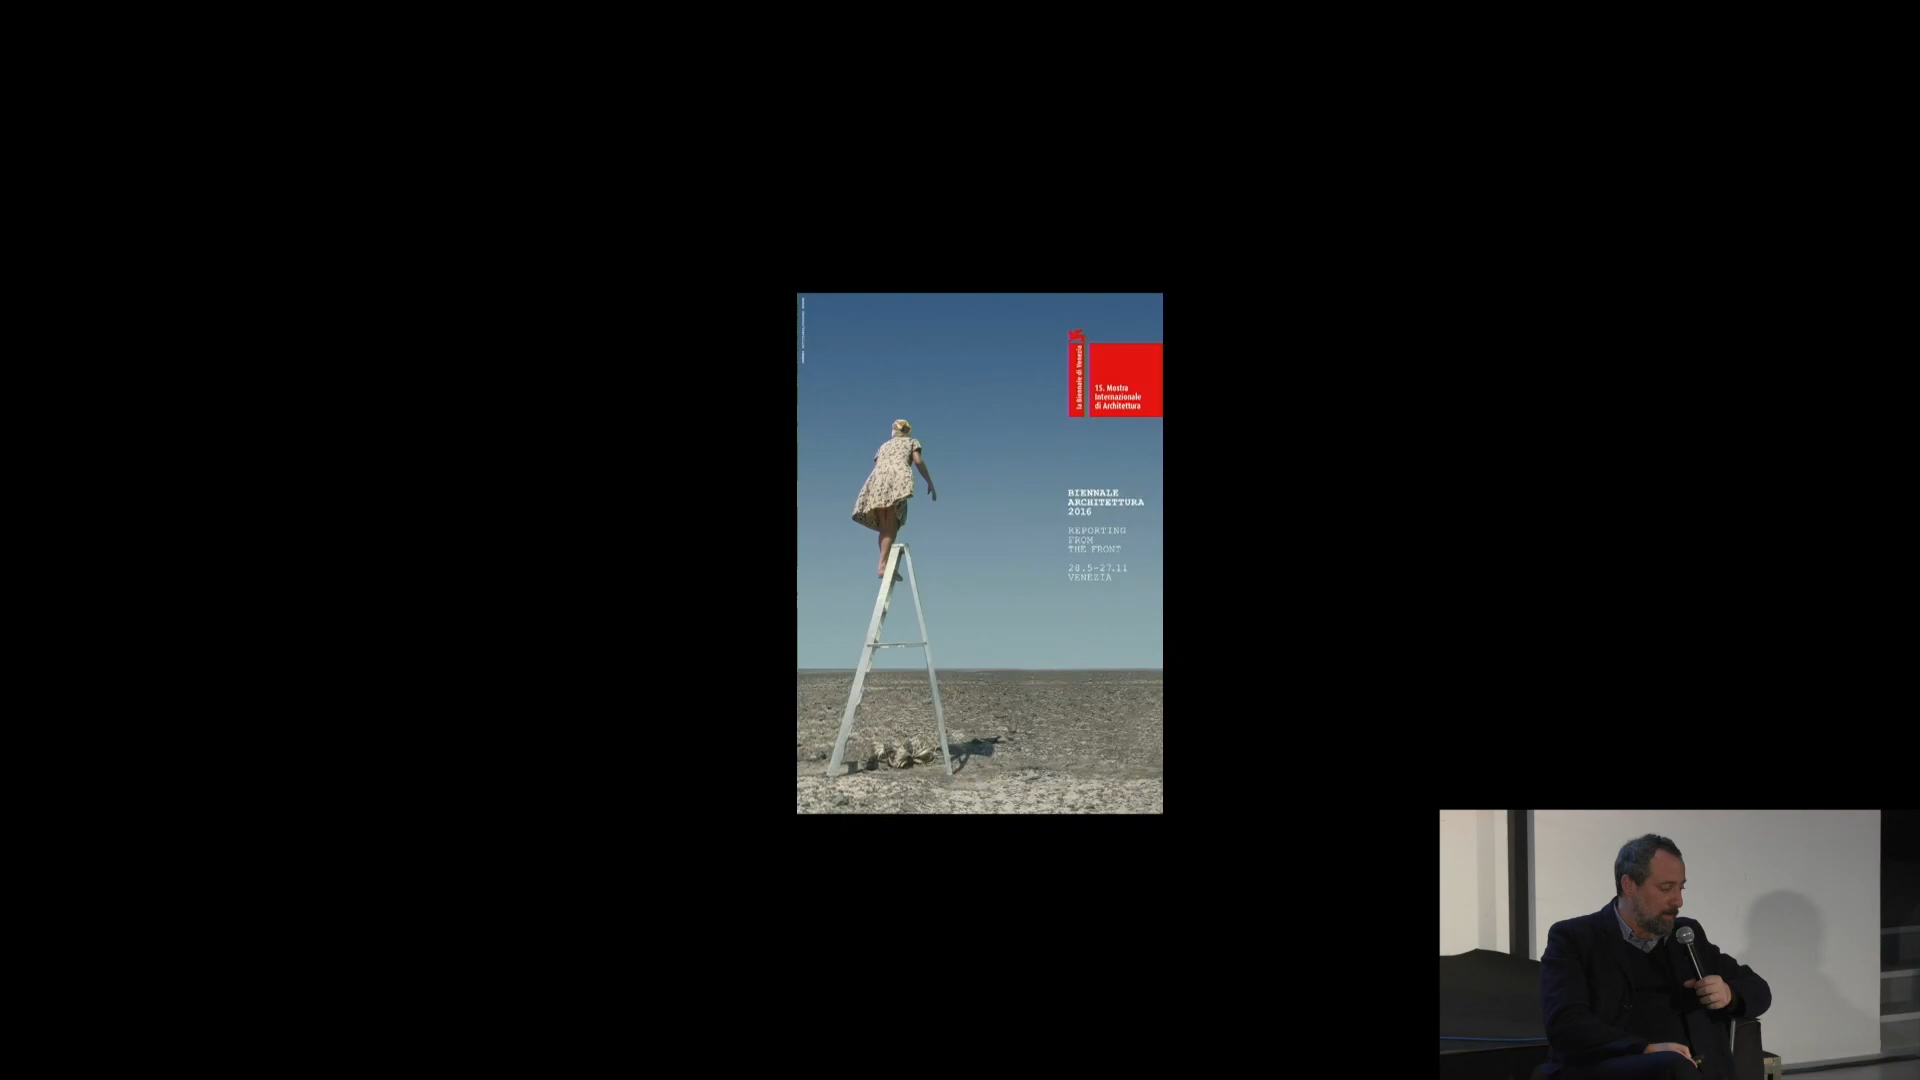 la Biennale di Venezia
15. Mostra
Internazionale
di Architettura
BIENNALE
ARCHITETTURA
2016
REPORTING
FROM
THE FRONT
28.5-27.11
VENEZIA